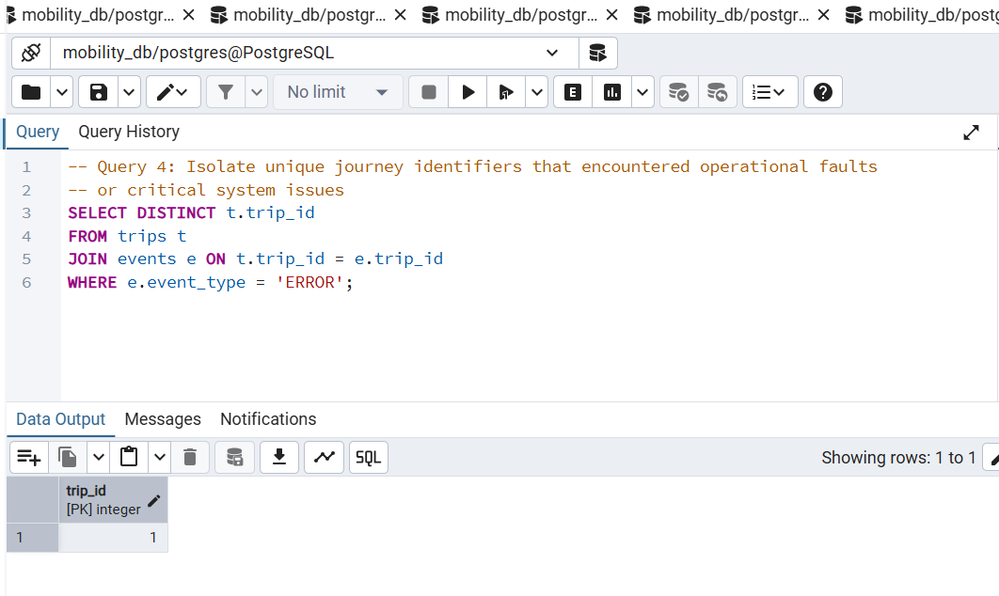 mobility_db/postgr... mobility_db/postgr... mobility_db/postgr... mobility_db/postgr... mobility_db/postg
mobility_db/postgres@PostgreSQL
No limit E
Query Query History
1 -- Query 4: Isolate unique journey identifiers that encountered operational faults
2 -- or critical system issues
3 SELECT DISTINCT t.trip_id
4 FROM trips t
5 JOIN events e ON t.trip_id = e.trip_id
6 WHERE e.event_type = 'ERROR';
Data Output Messages Notifications
SQL Showing rows: 1 to 1
trip_id
[PK] integer
1 1